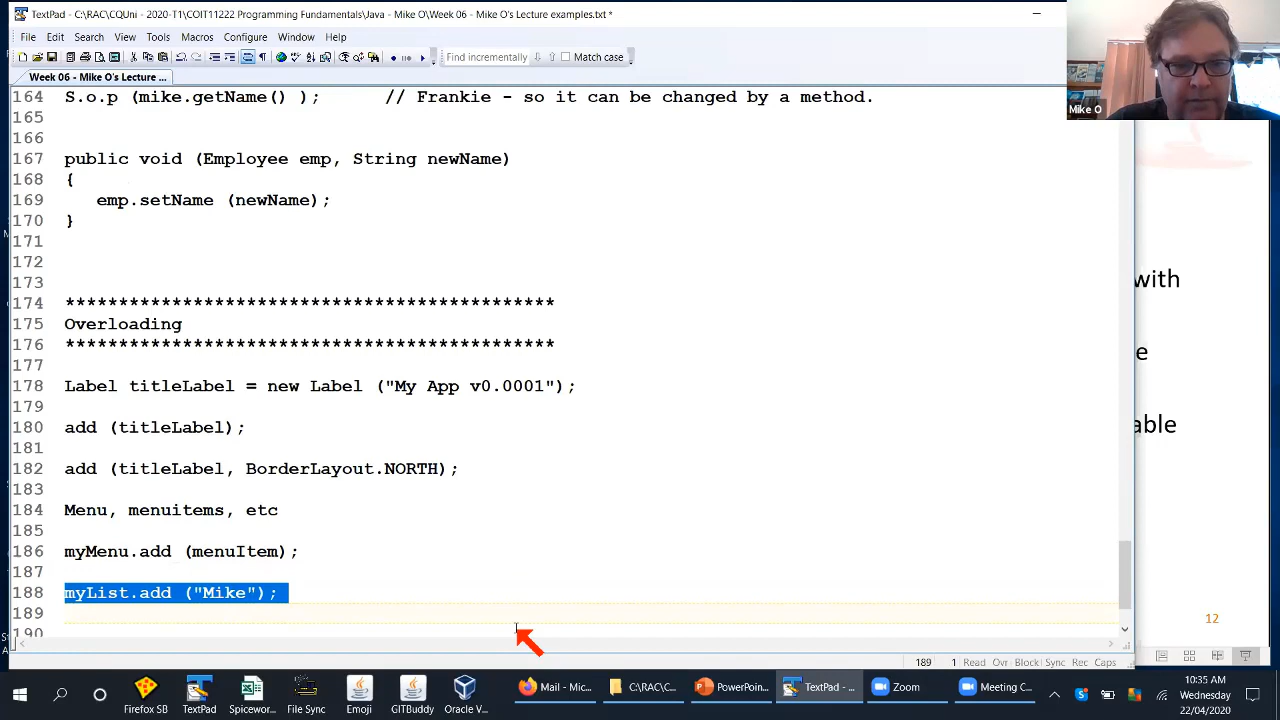 TextPad - C:\RAC\CQUni - 2020-T1\COIT11222 Programming Fundamentals\Java - Mike O\Week 06 - Mike O's Lecture examples.txt *
File Edit Search View Tools Macros Configure Window Help
Find incrementally Match case
Week 06 - Mike O's Lecture ...
Mike O
164 S.o.p (mike.getName() ); // Frankie - so it can be changed by a method.
165
166
167 public void (Employee emp, String newName)
168 {
169 emp.setName (newName);
170 }
171
172
173
174 **********************************************
175 Overloading
176 **********************************************
177
178 Label titleLabel = new Label ("My App v0.0001");
179
180 add (titleLabel);
181
182 add (titleLabel, BorderLayout.NORTH);
183
184 Menu, menuitems, etc
185
186 myMenu.add (menuItem);
187
188 myList.add ("Mike");
189
190
with
e
able
12
189 1 Read Ovr Block Sync Rec Caps
Mail - Mic... C:\RAC\C... PowerPoin... TextPad - ... Zoom Meeting C...
Firefox SB TextPad Spicewor... File Sync Emoji GITBuddy Oracle V...
10:35 AM
Wednesday
22/04/2020